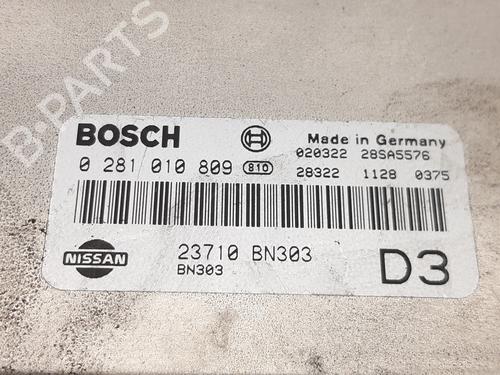 B-PARTS
BOSCH
Made in Germany
0 281 010 809 810
020322 28SA5576
28322 1128 0375
NISSAN
23710 BN303
BN303
D3